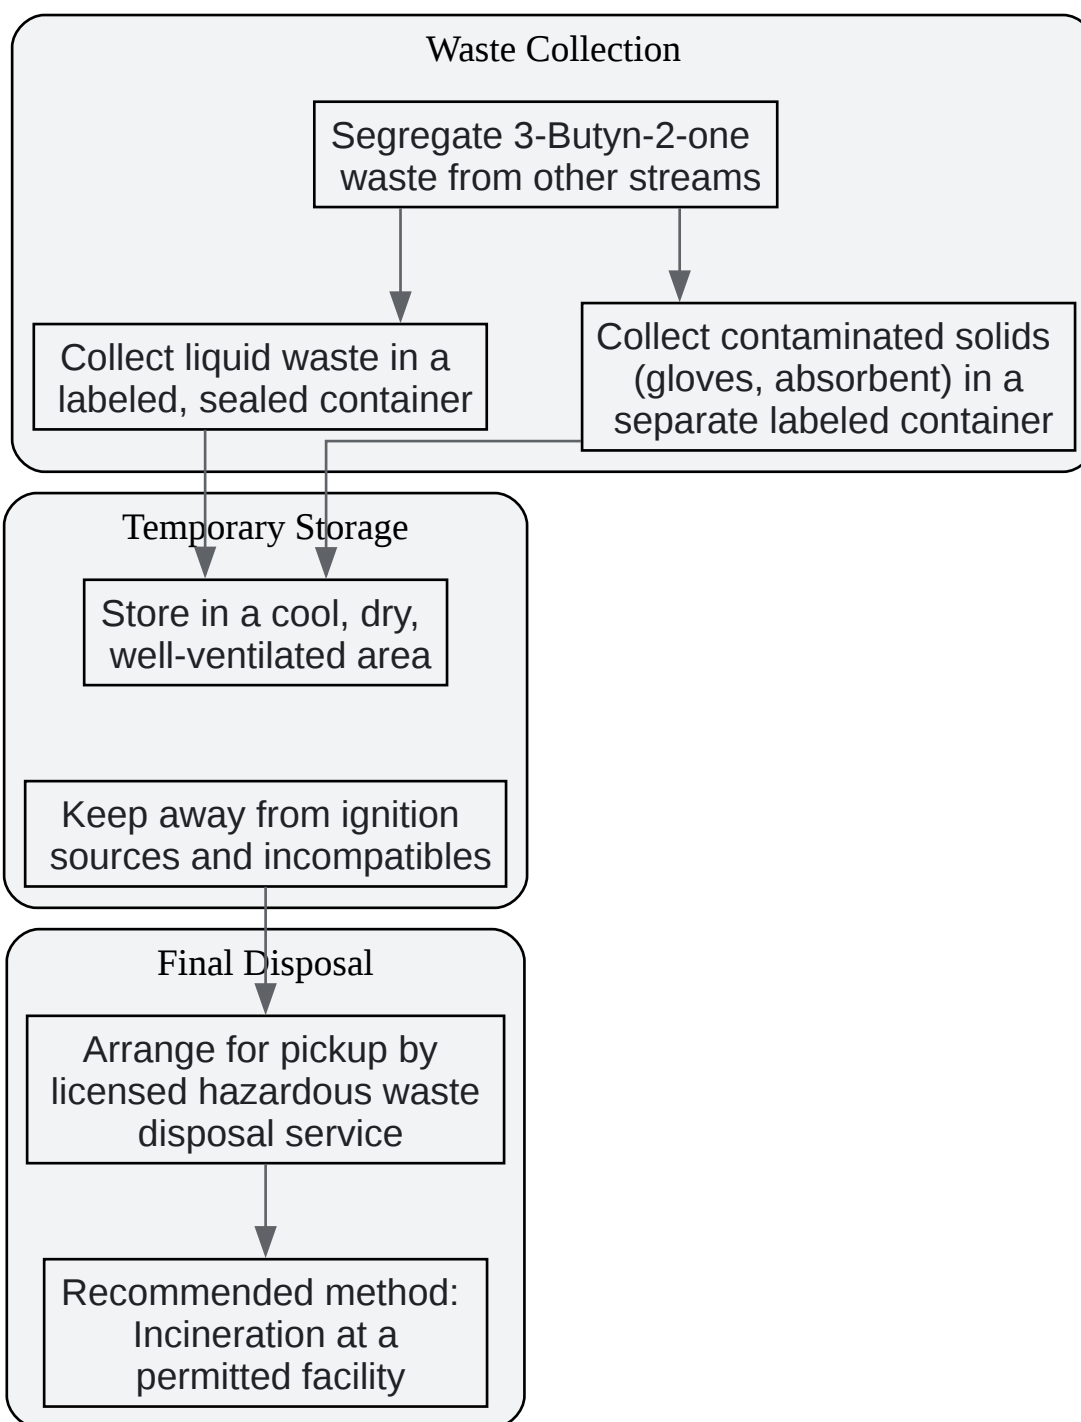 Waste Collection
Segregate 3-Butyn-2-one
waste from other streams
Collect liquid waste in a
labeled, sealed container
Collect contaminated solids
(gloves, absorbent) in a
separate labeled container
Temporary Storage
Store in a cool, dry,
well-ventilated area
Keep away from ignition
sources and incompatibles
Final Disposal
Arrange for pickup by
licensed hazardous waste
disposal service
Recommended method:
Incineration at a
permitted facility